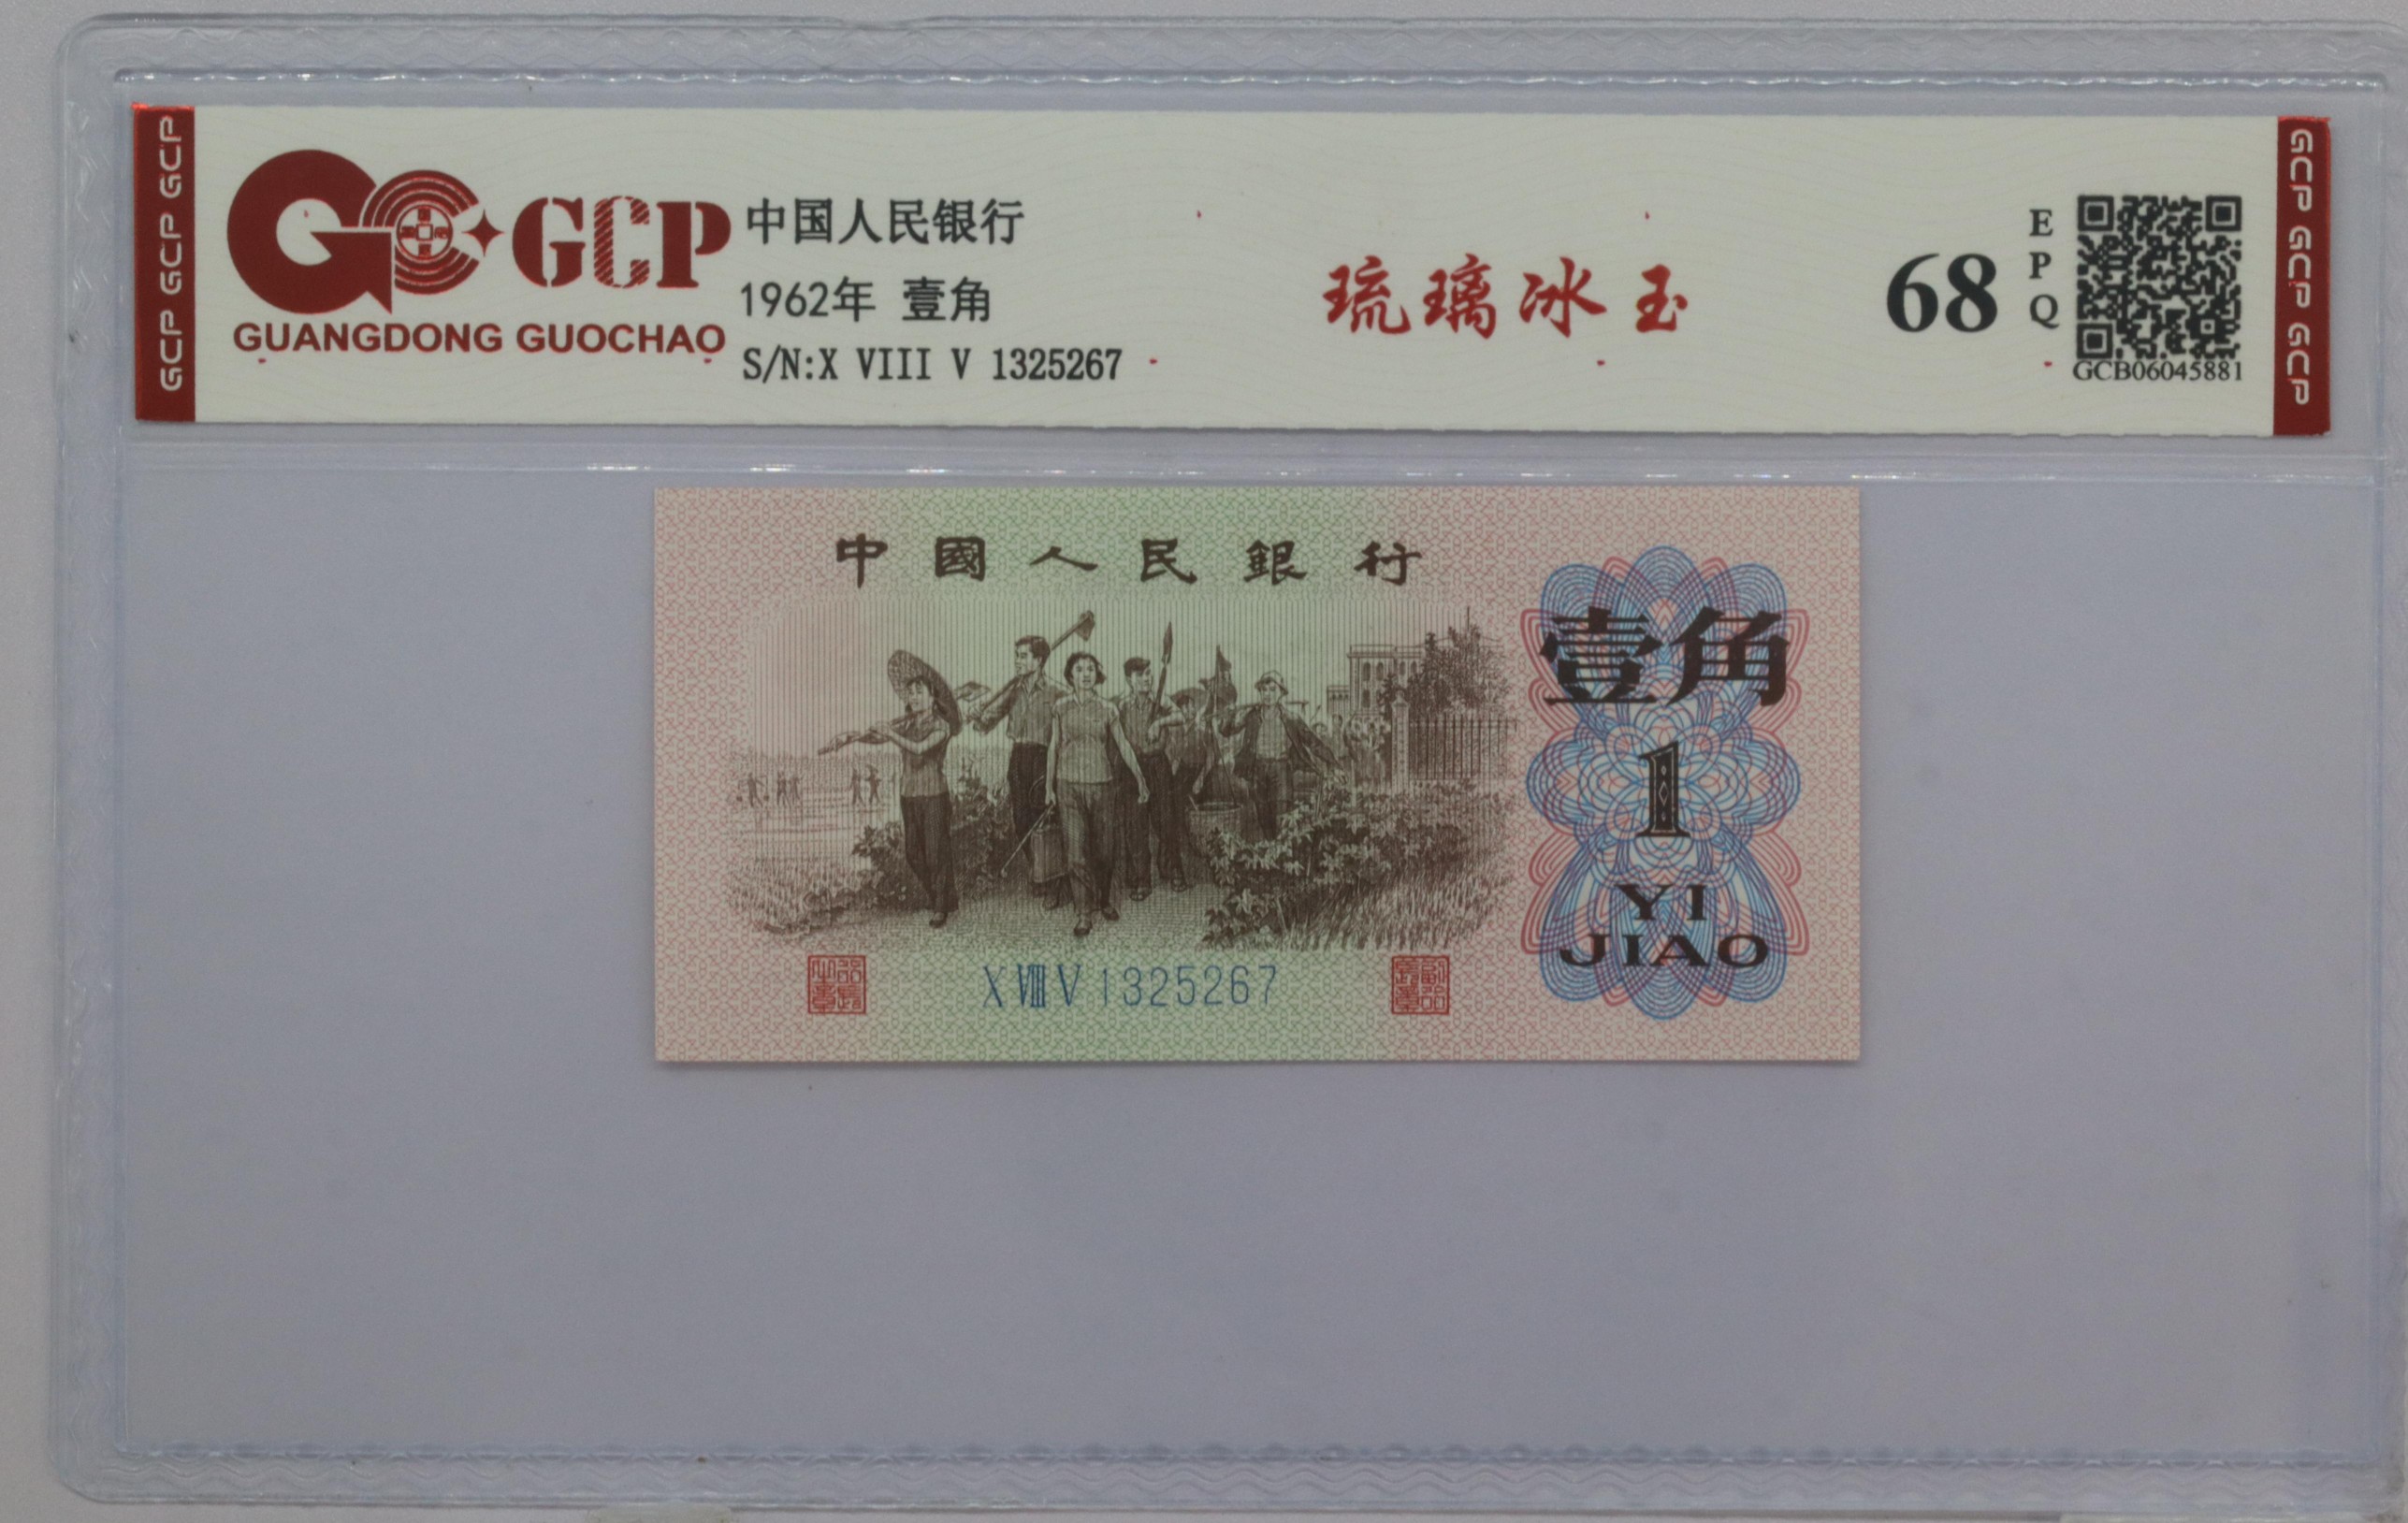 GCP GCP GCP
GCP
GUANGDONG GUOCHAO
中国人民银行
1962年 壹角
S/N:X VIII V 1325267
琉璃冰玉
68
EPQ
GCB06045881
GCP GCP GCP
中國人民銀行
壹角
1
YI
JIAO
X VIII V 1325267